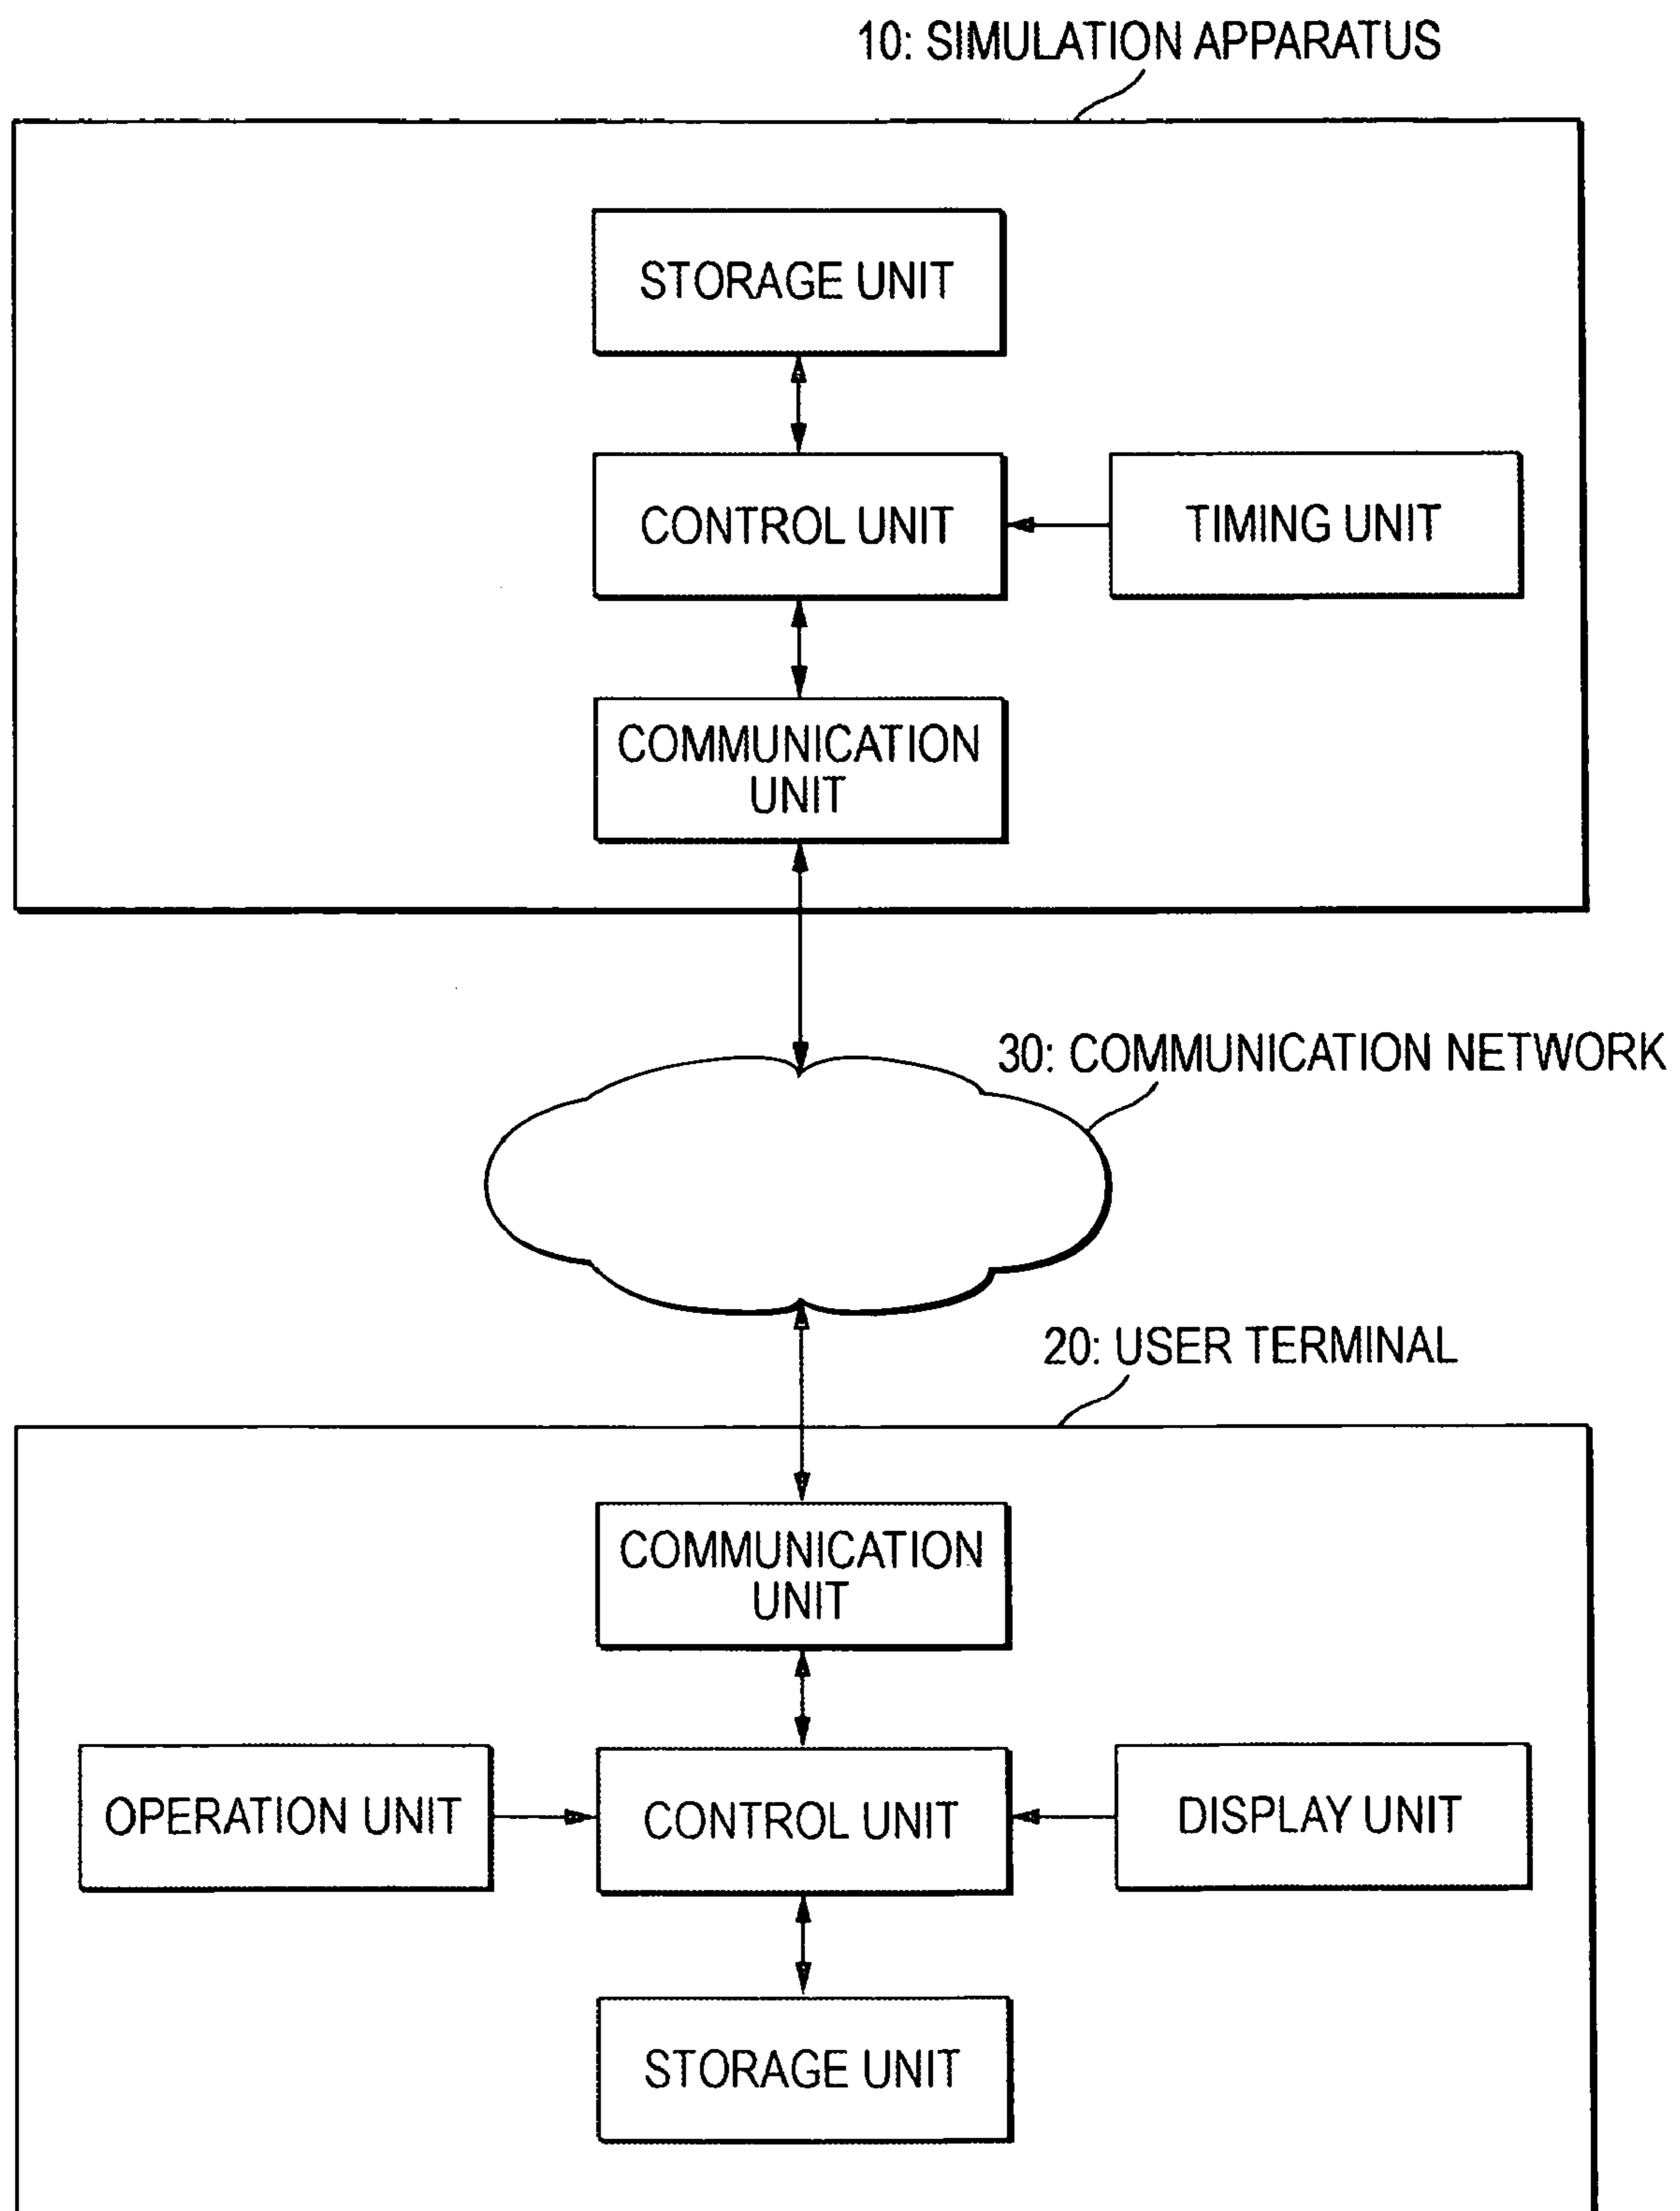 10: SIMULATION APPARATUS
STORAGE UNIT
CONTROL UNIT
TIMING UNIT
COMMUNICATION
UNIT
30: COMMUNICATION NETWORK
20: USER TERMINAL
COMMUNICATION
UNIT
OPERATION UNIT
CONTROL UNIT
DISPLAY UNIT
STORAGE UNIT